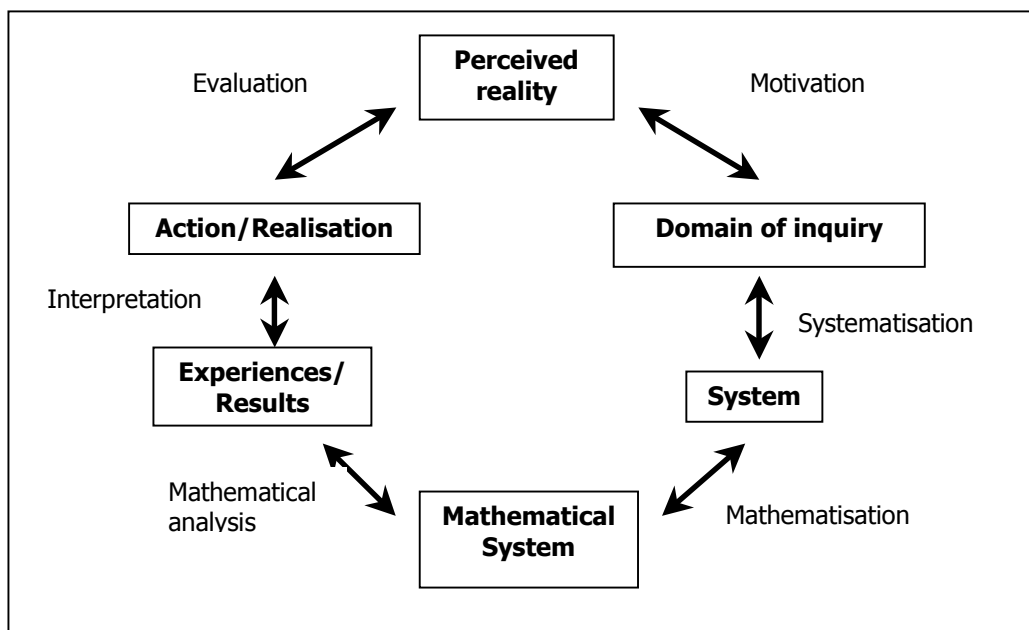 Perceived
reality
Evaluation
Motivation
Action/Realisation
Domain of inquiry
Interpretation
Systematisation
Experiences/
Results
System
Mathematical
analysis
Mathematical
System
Mathematisation